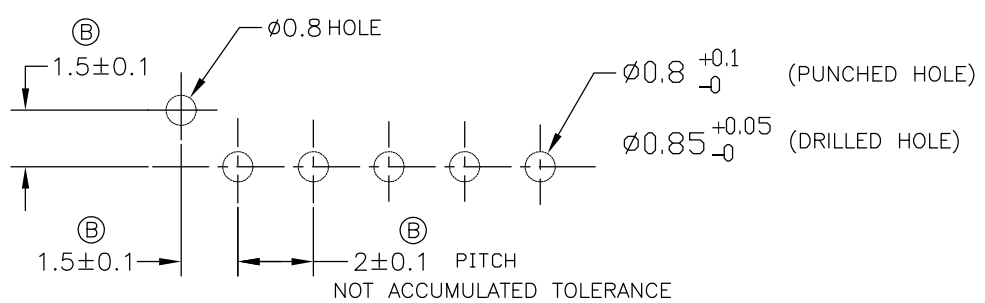 Ⓑ
1.5±0.1
ø0.8 HOLE
ø0.8 +0.1 -0 (PUNCHED HOLE)
ø0.85 +0.05 -0 (DRILLED HOLE)
Ⓑ
1.5±0.1
Ⓑ
2±0.1 PITCH
NOT ACCUMULATED TOLERANCE